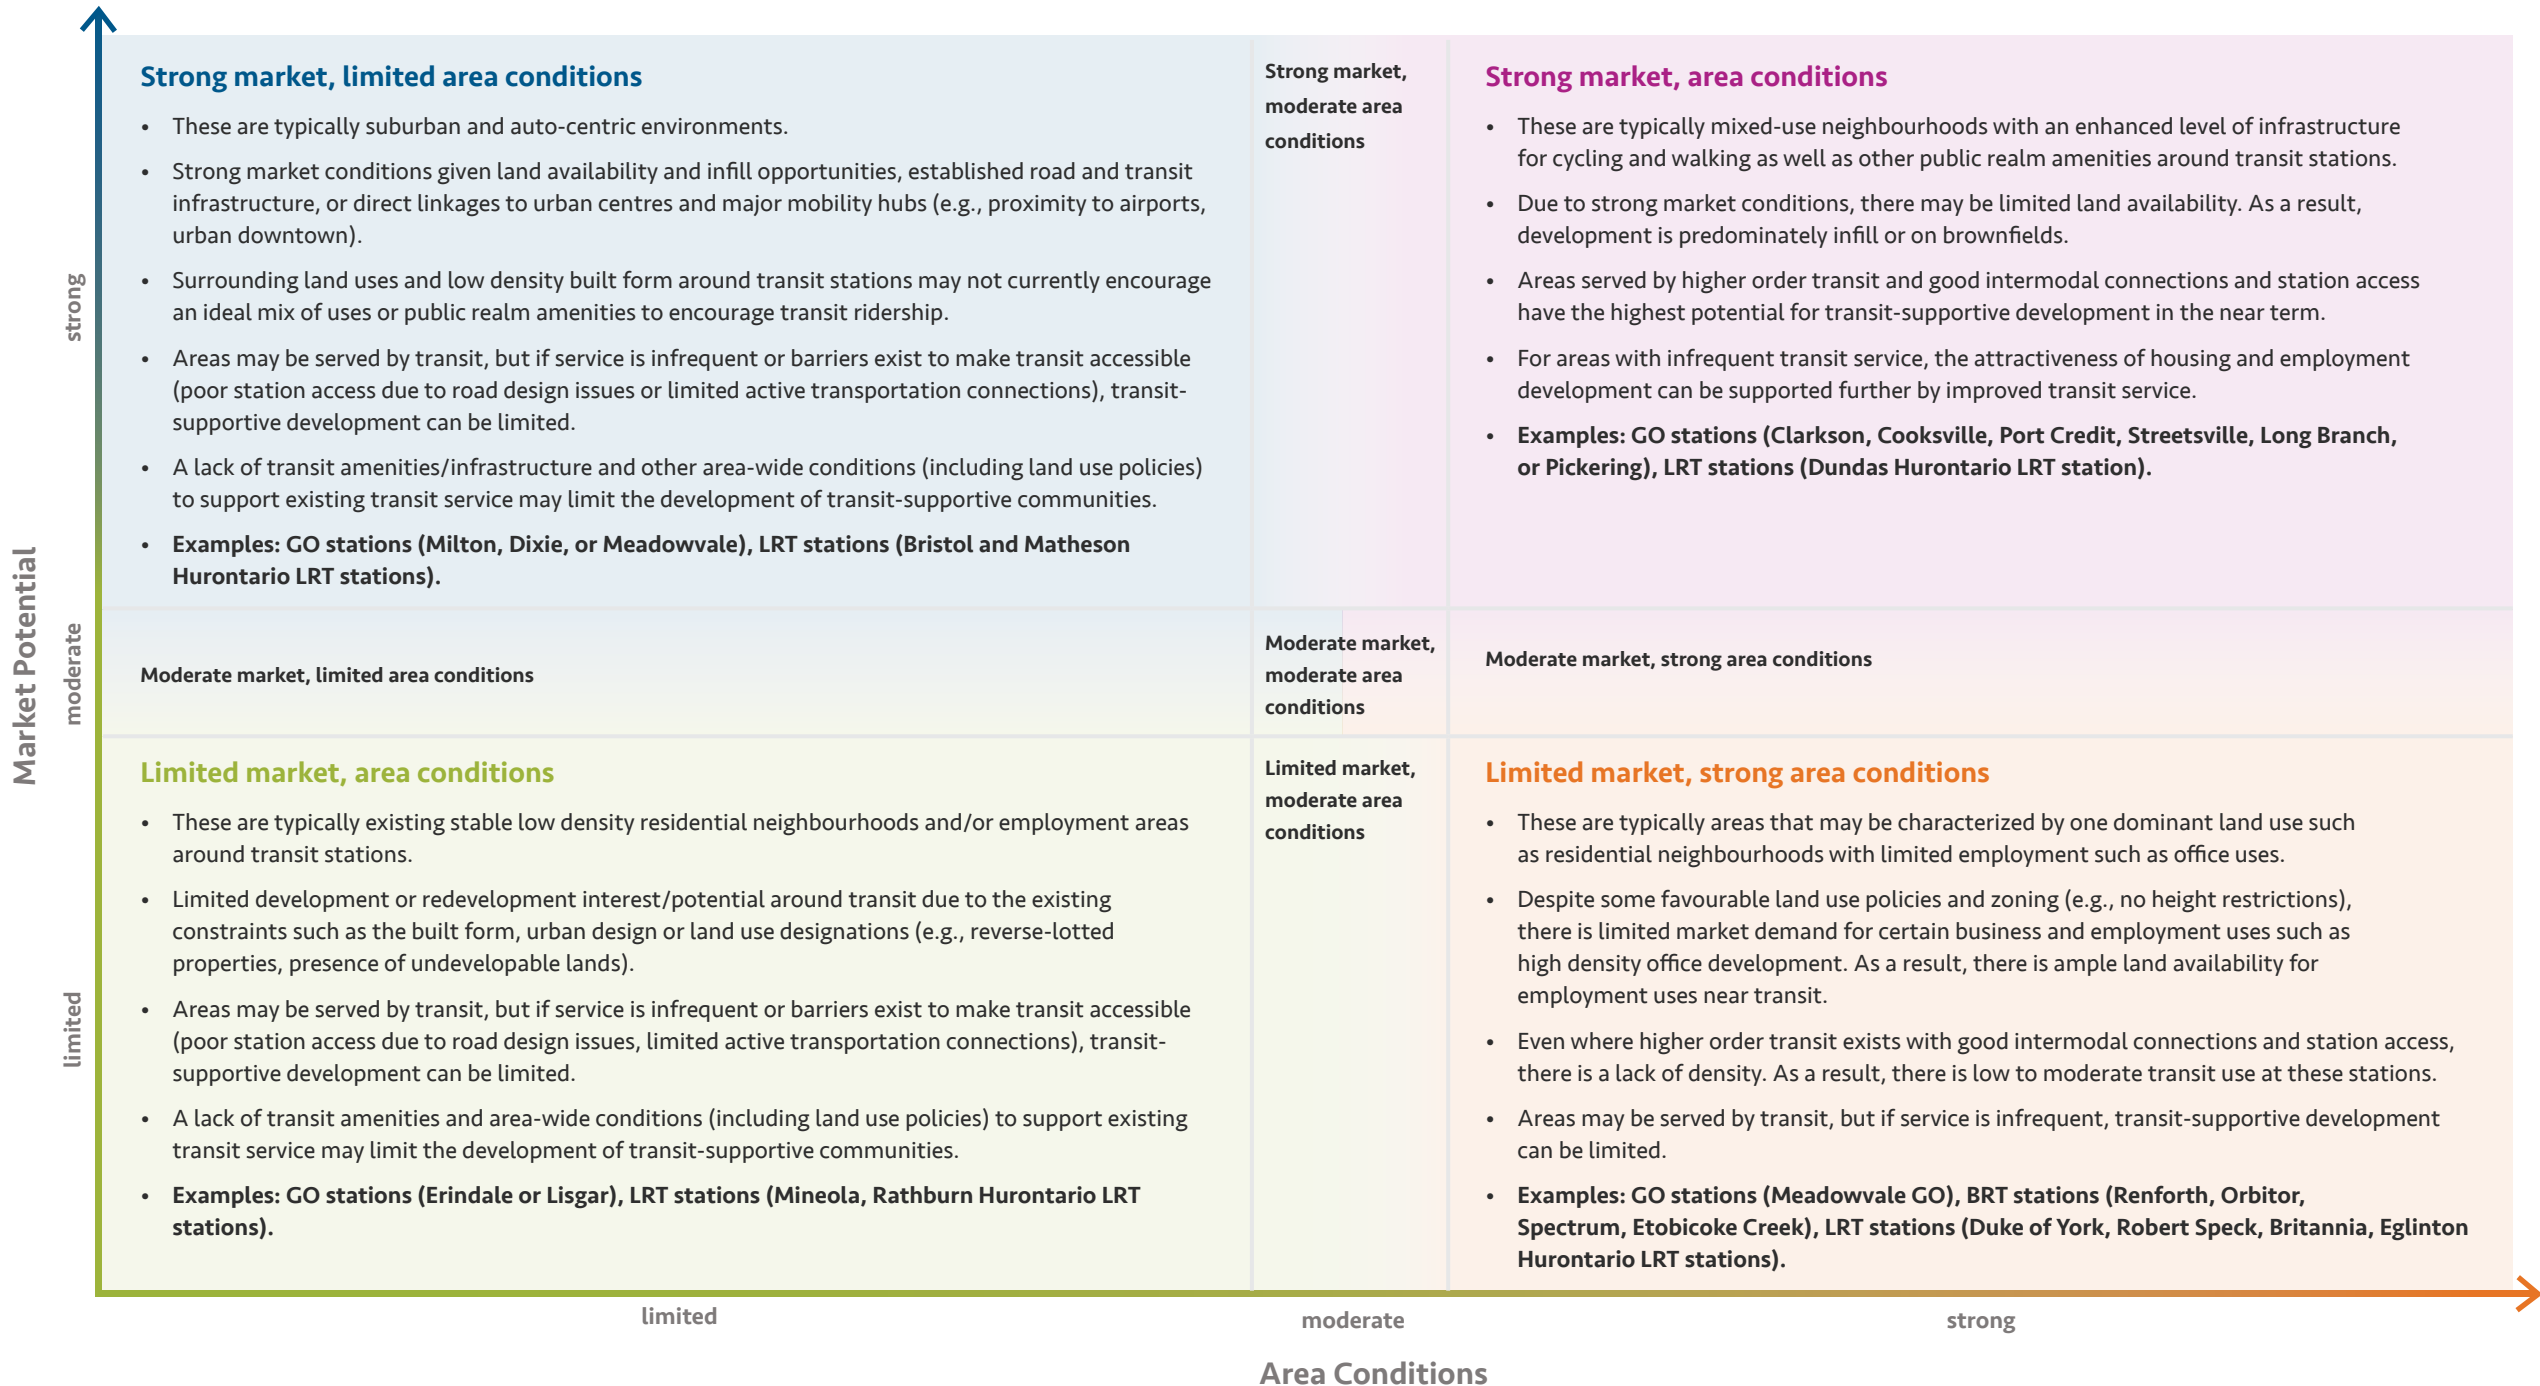 Strong market, limited area conditions
• These are typically suburban and auto-centric environments.
• Strong market conditions given land availability and infill opportunities, established road and transit
infrastructure, or direct linkages to urban centres and major mobility hubs (e.g., proximity to airports,
urban downtown).
• Surrounding land uses and low density built form around transit stations may not currently encourage
an ideal mix of uses or public realm amenities to encourage transit ridership.
• Areas may be served by transit, but if service is infrequent or barriers exist to make transit accessible
(poor station access due to road design issues or limited active transportation connections), transit-
supportive development can be limited.
• A lack of transit amenities/infrastructure and other area-wide conditions (including land use policies)
to support existing transit service may limit the development of transit-supportive communities.
• Examples: GO stations (Milton, Dixie, or Meadowvale), LRT stations (Bristol and Matheson
Hurontario LRT stations).
Strong market,
moderate area
conditions
Strong market, area conditions
• These are typically mixed-use neighbourhoods with an enhanced level of infrastructure
for cycling and walking as well as other public realm amenities around transit stations.
• Due to strong market conditions, there may be limited land availability. As a result,
development is predominately infill or on brownfields.
• Areas served by higher order transit and good intermodal connections and station access
have the highest potential for transit-supportive development in the near term.
• For areas with infrequent transit service, the attractiveness of housing and employment
development can be supported further by improved transit service.
• Examples: GO stations (Clarkson, Cooksville, Port Credit, Streetsville, Long Branch,
or Pickering), LRT stations (Dundas Hurontario LRT station).
Moderate market, limited area conditions
Moderate market,
moderate area
conditions
Moderate market, strong area conditions
Limited market, area conditions
• These are typically existing stable low density residential neighbourhoods and/or employment areas
around transit stations.
• Limited development or redevelopment interest/potential around transit due to the existing
constraints such as the built form, urban design or land use designations (e.g., reverse-lotted
properties, presence of undevelopable lands).
• Areas may be served by transit, but if service is infrequent or barriers exist to make transit accessible
(poor station access due to road design issues, limited active transportation connections), transit-
supportive development can be limited.
• A lack of transit amenities and area-wide conditions (including land use policies) to support existing
transit service may limit the development of transit-supportive communities.
• Examples: GO stations (Erindale or Lisgar), LRT stations (Mineola, Rathburn Hurontario LRT
stations).
Limited market,
moderate area
conditions
Limited market, strong area conditions
• These are typically areas that may be characterized by one dominant land use such
as residential neighbourhoods with limited employment such as office uses.
• Despite some favourable land use policies and zoning (e.g., no height restrictions),
there is limited market demand for certain business and employment uses such as
high density office development. As a result, there is ample land availability for
employment uses near transit.
• Even where higher order transit exists with good intermodal connections and station access,
there is a lack of density. As a result, there is low to moderate transit use at these stations.
• Areas may be served by transit, but if service is infrequent, transit-supportive development
can be limited.
• Examples: GO stations (Meadowvale GO), BRT stations (Renforth, Orbitor,
Spectrum, Etobicoke Creek), LRT stations (Duke of York, Robert Speck, Britannia, Eglinton
Hurontario LRT stations).
Market Potential
strong
moderate
limited
limited
moderate
strong
Area Conditions